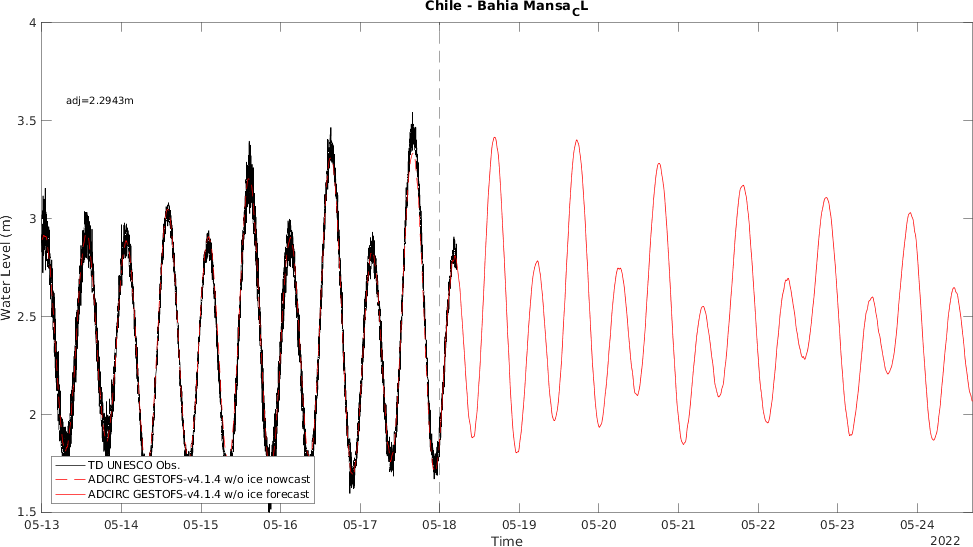 Chile - Bahia Mansa_CL
4
adj=2.2943m
3.5
3
Water Level (m)
2.5
2
TD UNESCO Obs.
ADCIRC GESTOFS-v4.1.4 w/o ice nowcast
ADCIRC GESTOFS-v4.1.4 w/o ice forecast
1.5
05-13 05-14 05-15 05-16 05-17 05-18 05-19 05-20 05-21 05-22 05-23 05-24
Time
2022